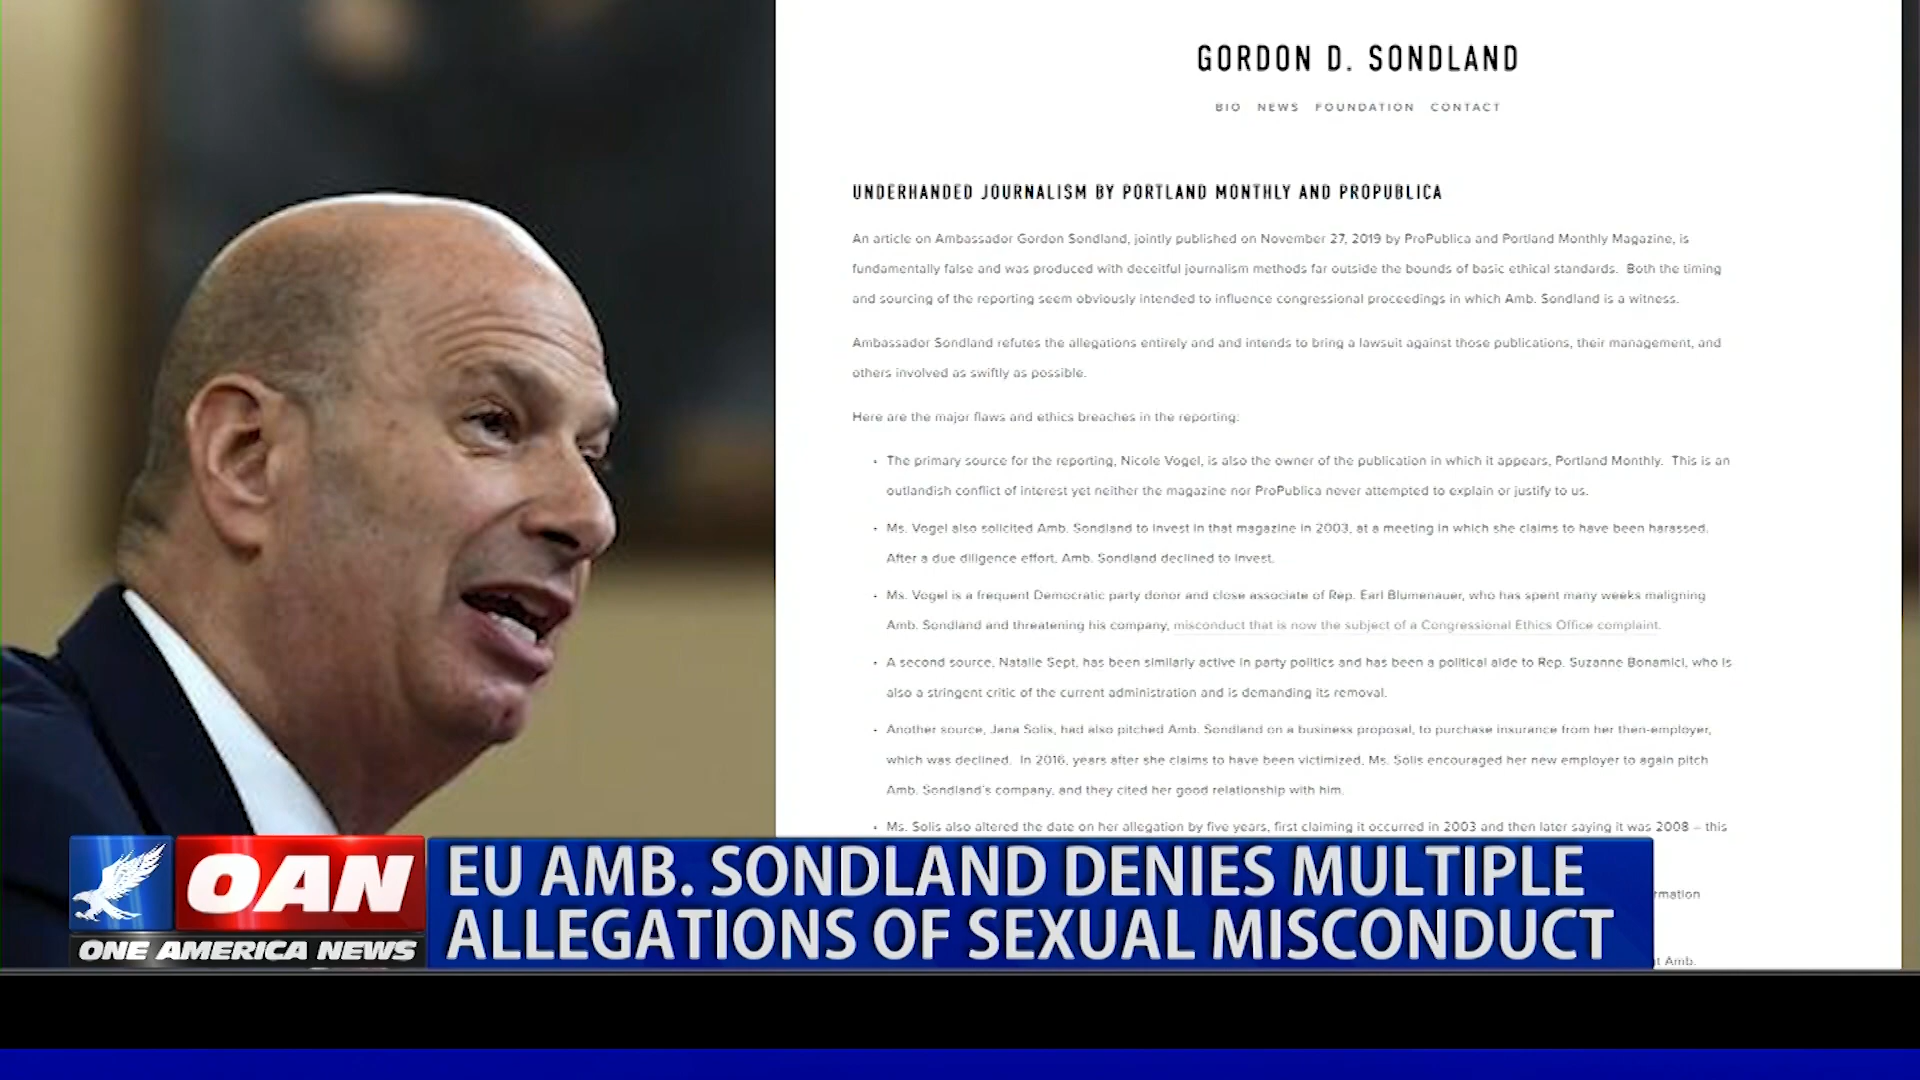 GORDON D. SONDLAND
BIO NEWS FOUNDATION CONTACT
UNDERHANDED JOURNALISM BY PORTLAND MONTHLY AND PROPUBLICA
An article on Ambassador Gordon Sondland, jointly published on November 27, 2019 by ProPublica and Portland Monthly Magazine, is
fundamentally false and was produced with deceitful journalism methods far outside the bounds of basic ethical standards. Both the timing
and sourcing of the reporting seem obviously intended to influence congressional proceedings in which Amb. Sondland is a witness.
Ambassador Sondland refutes the allegations entirely and and intends to bring a lawsuit against those publications, their management, and
others involved as swiftly as possible.
Here are the major flaws and ethics breaches in the reporting:
• The primary source for the reporting, Nicole Vogel, is also the owner of the publication in which it appears, Portland Monthly. This is an
outlandish conflict of interest yet neither the magazine nor ProPublica never attempted to explain or justify to us.
• Ms. Vogel also solicited Amb. Sondland to invest in that magazine in 2003, at a meeting in which she claims to have been harassed.
After a due diligence effort, Amb. Sondland declined to invest.
• Ms. Vogel is a frequent Democratic party donor and close associate of Rep. Earl Blumenauer, who has spent many weeks maligning
Amb. Sondland and threatening his company, misconduct that is now the subject of a Congressional Ethics Office complaint.
• A second source, Natalie Sept, has been similarly active in party politics and has been a political aide to Rep. Suzanne Bonamici, who is
also a stringent critic of the current administration and is demanding its removal.
• Another source, Jana Solis, had also pitched Amb. Sondland on a business proposal, to purchase insurance from her then-employer,
which was declined. In 2016, years after she claims to have been victimized, Ms. Solis encouraged her new employer to again pitch
Amb. Sondland's company, and they cited her good relationship with him.
• Ms. Solis also altered the date on her allegation by five years, first claiming it occurred in 2003 and then later saying it was 2008 – this
Amb.
OAN
ONE AMERICA NEWS
EU AMB. SONDLAND DENIES MULTIPLE
ALLEGATIONS OF SEXUAL MISCONDUCT